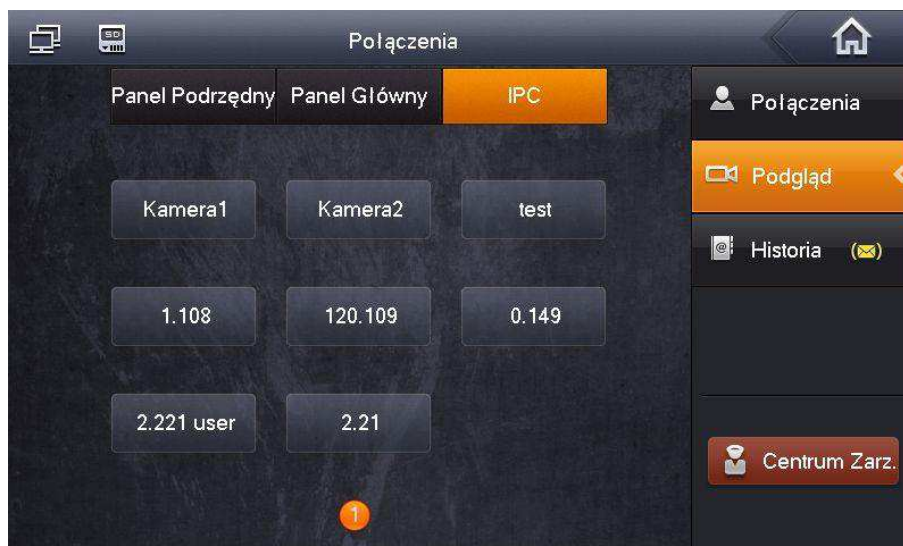 SD
Połączenia
Panel Podrzędny Panel Główny IPC
Kamera1 Kamera2 test
1.108 120.109 0.149
2.221 user 2.21
1
Połączenia
Podgląd
Historia
Centrum Zarz.